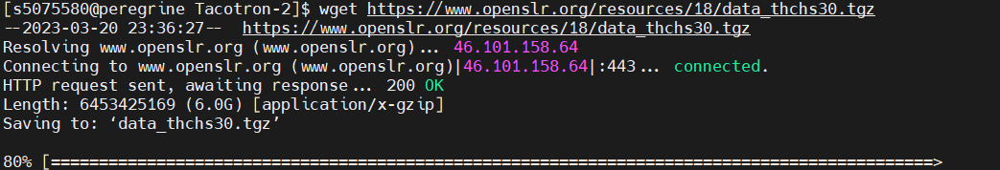 [s5075580@peregrine Tacotron-2]$ wget https://www.openslr.org/resources/18/data_thchs30.tgz
--2023-03-20 23:36:27--  https://www.openslr.org/resources/18/data_thchs30.tgz
Resolving www.openslr.org (www.openslr.org)... 46.101.158.64
Connecting to www.openslr.org (www.openslr.org)|46.101.158.64|:443... connected.
HTTP request sent, awaiting response... 200 OK
Length: 6453425169 (6.0G) [application/x-gzip]
Saving to: ‘data_thchs30.tgz’
80% [============================================================================================>